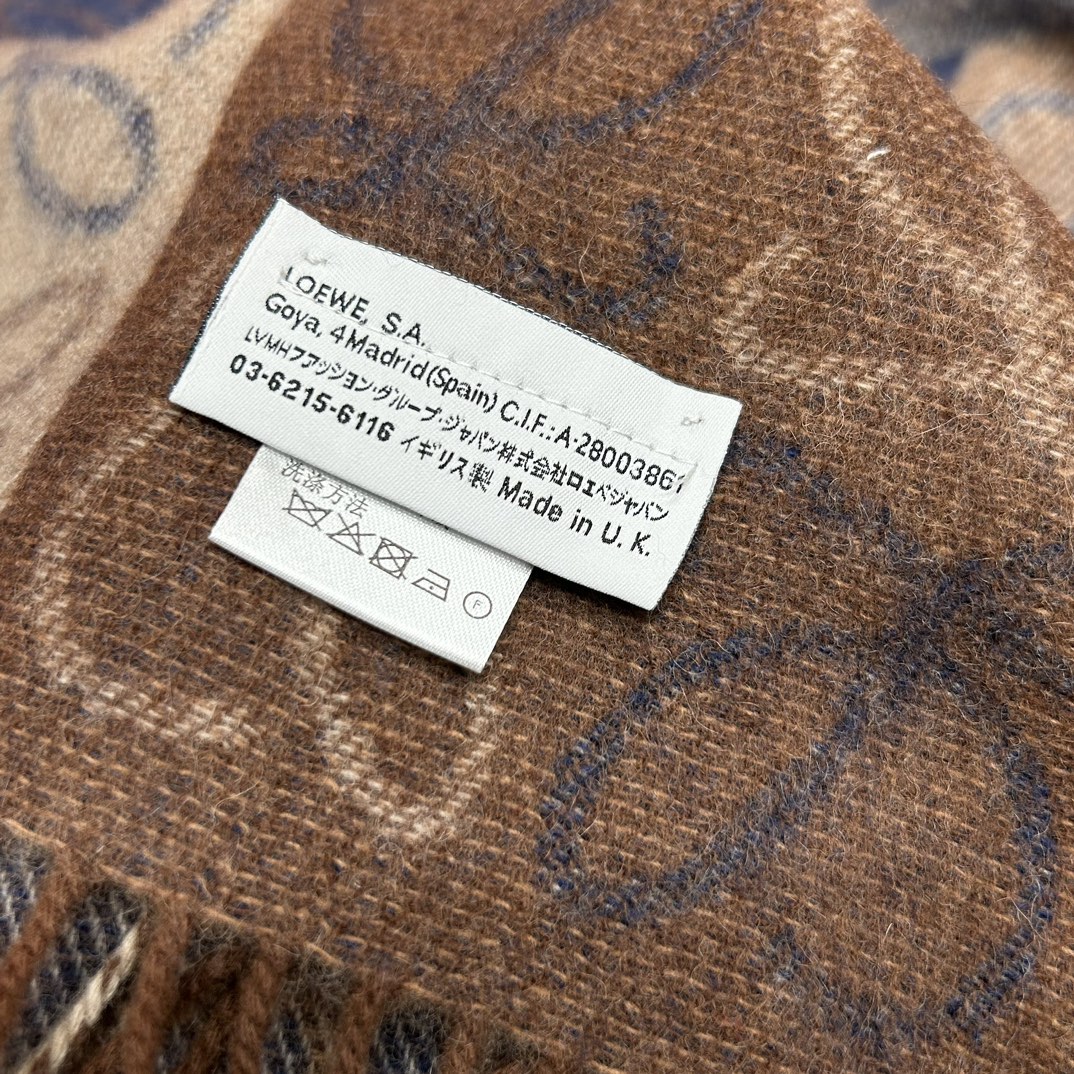 LOEWE, S.A.
Goya, 4 Madrid (Spain) C.I.F.: A-28003861
LVMHファッション・グループ・ジャパン株式会社ロエベジャパン
03-6215-6116 イギリス製 Made in U. K.
洗涤方法
F